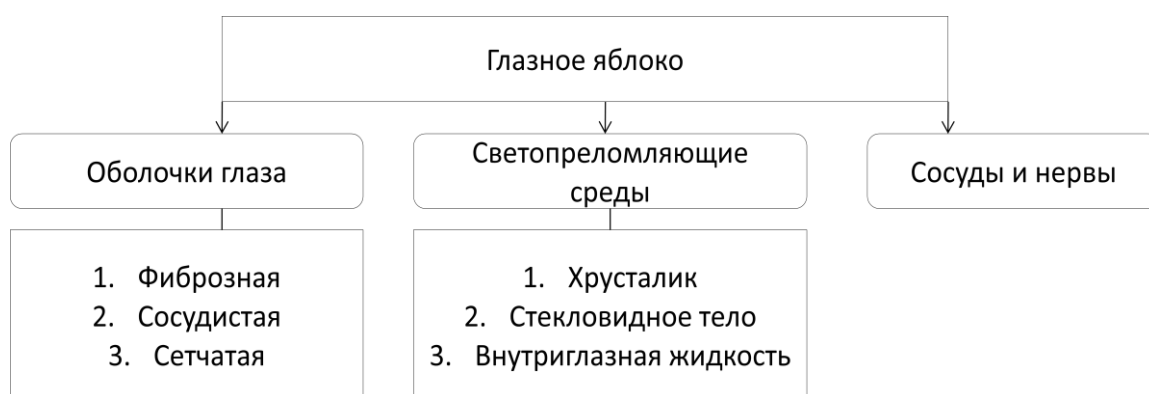 Глазное яблоко
Оболочки глаза
Светопреломляющие
среды
Сосуды и нервы
1. Фиброзная
2. Сосудистая
3. Сетчатая
1. Хрусталик
2. Стекловидное тело
3. Внутриглазная жидкость